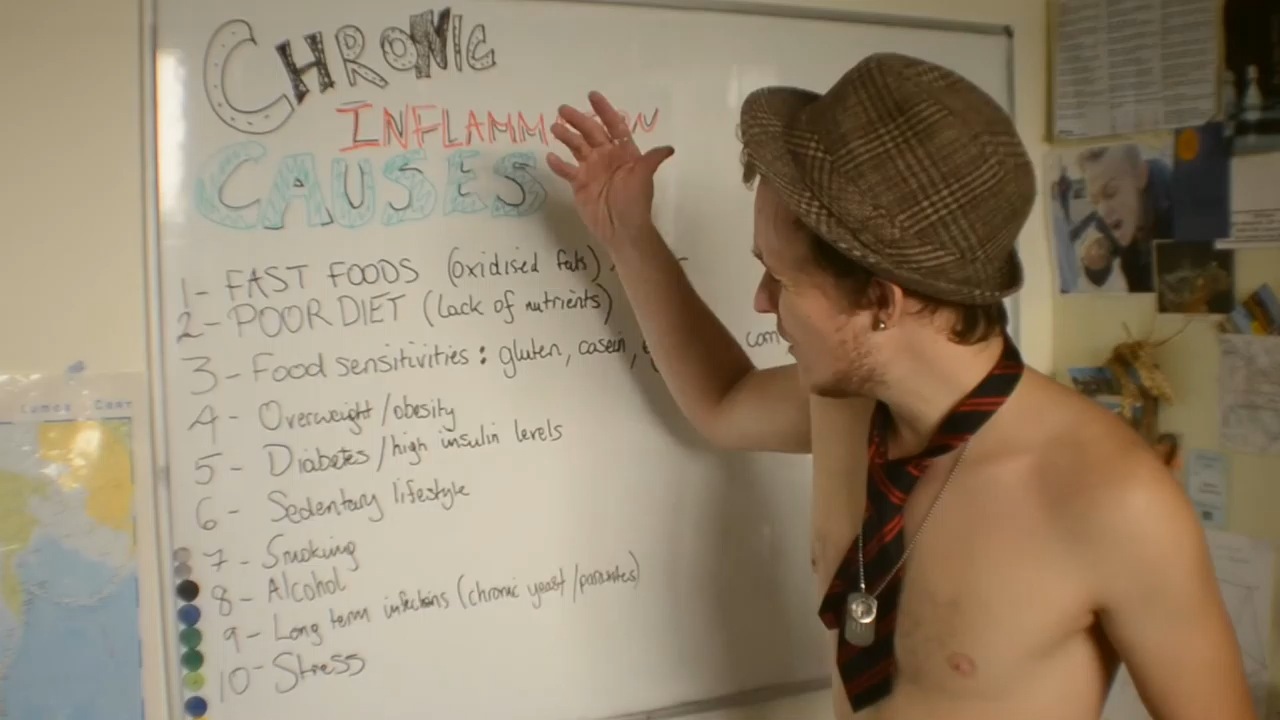 CHRONIC
INFLAMMATION
CAUSES
1- FAST FOODS (oxidised fats)
2- POOR DIET (lack of nutrients)
3- Food sensitivities: gluten, casein,
4- Overweight/obesity
5- Diabetes/high insulin levels
6- Sedentary lifestyle
7- Smoking
8- Alcohol
9- Long term infections (chronic yeast/parasites)
10- Stress